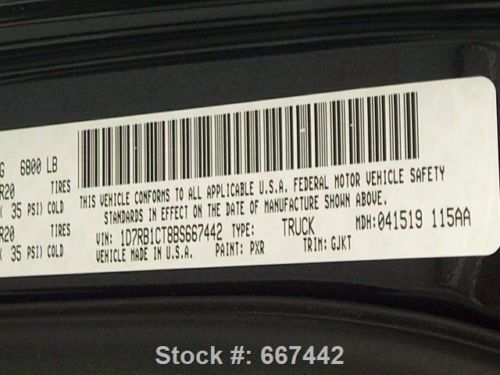 G 6800 LB
R20 TIRES
( 35 PSI) COLD
R20 TIRES
( 35 PSI) COLD
THIS VEHICLE CONFORMS TO ALL APPLICABLE U.S.A. FEDERAL MOTOR VEHICLE SAFETY
STANDARDS IN EFFECT ON THE DATE OF MANUFACTURE SHOWN ABOVE.
VIN: 1D7RB1CT8BS667442 TYPE: TRUCK MDH: 041519 115AA
VEHICLE MADE IN U.S.A. PAINT: PXR TRIM: GJKT
Stock #: 667442